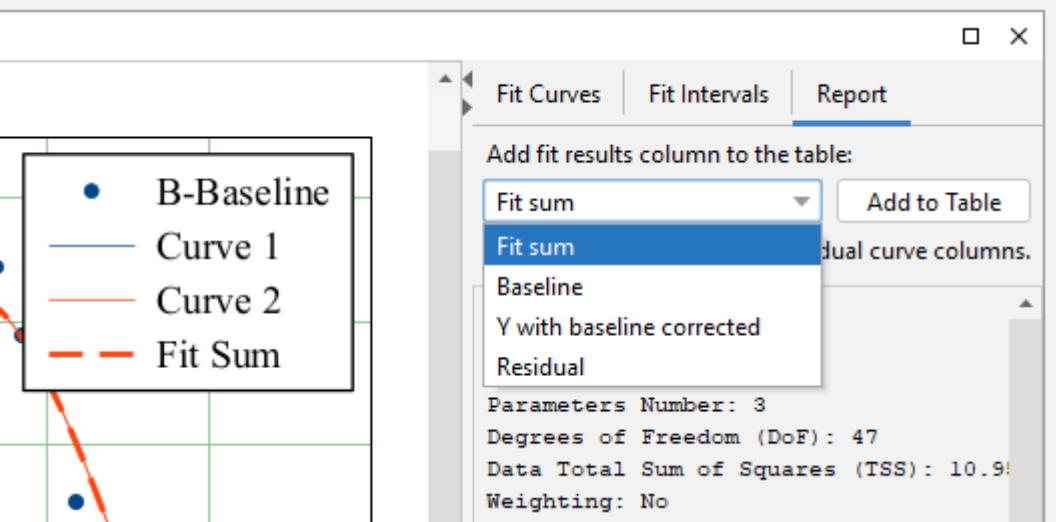 Fit Curves
Fit Intervals
Report
Add fit results column to the table:
Fit sum
Add to Table
Fit sum
Baseline
Y with baseline corrected
Residual
curve columns.
Parameters Number: 3
Degrees of Freedom (DoF): 47
Data Total Sum of Squares (TSS): 10.9
Weighting: No
B-Baseline
Curve 1
Curve 2
Fit Sum